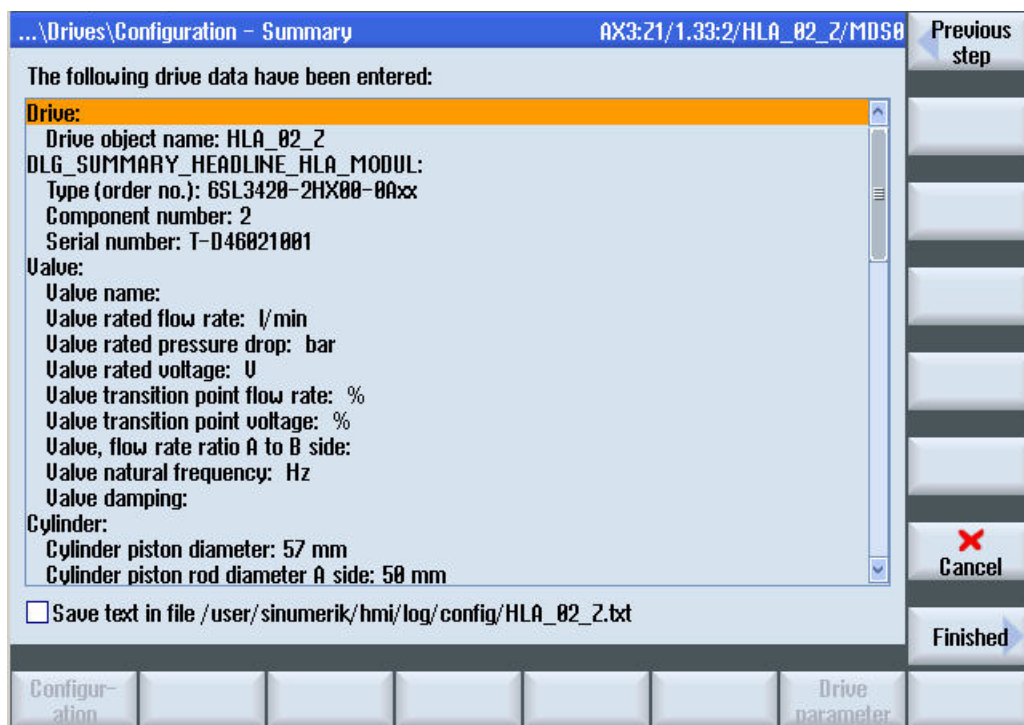 ...\Drives\Configuration - Summary
AX3:Z1/1.33:2/HLA_02_Z/MDS0
Previous
step
The following drive data have been entered:
Drive:
Drive object name: HLA_02_Z
DLG_SUMMARY_HEADLINE_HLA_MODUL:
Type (order no.): 6SL3420-2HX00-0Axx
Component number: 2
Serial number: T-D46021001
Valve:
Valve name:
Valve rated flow rate: l/min
Valve rated pressure drop: bar
Valve rated voltage: V
Valve transition point flow rate: %
Valve transition point voltage: %
Valve, flow rate ratio A to B side:
Valve natural frequency: Hz
Valve damping:
Cylinder:
Cylinder piston diameter: 57 mm
Cylinder piston rod diameter A side: 50 mm
Cancel
Save text in file /user/sinumerik/hmi/log/config/HLA_02_Z.txt
Finished
Configur-
ation
Drive
parameter